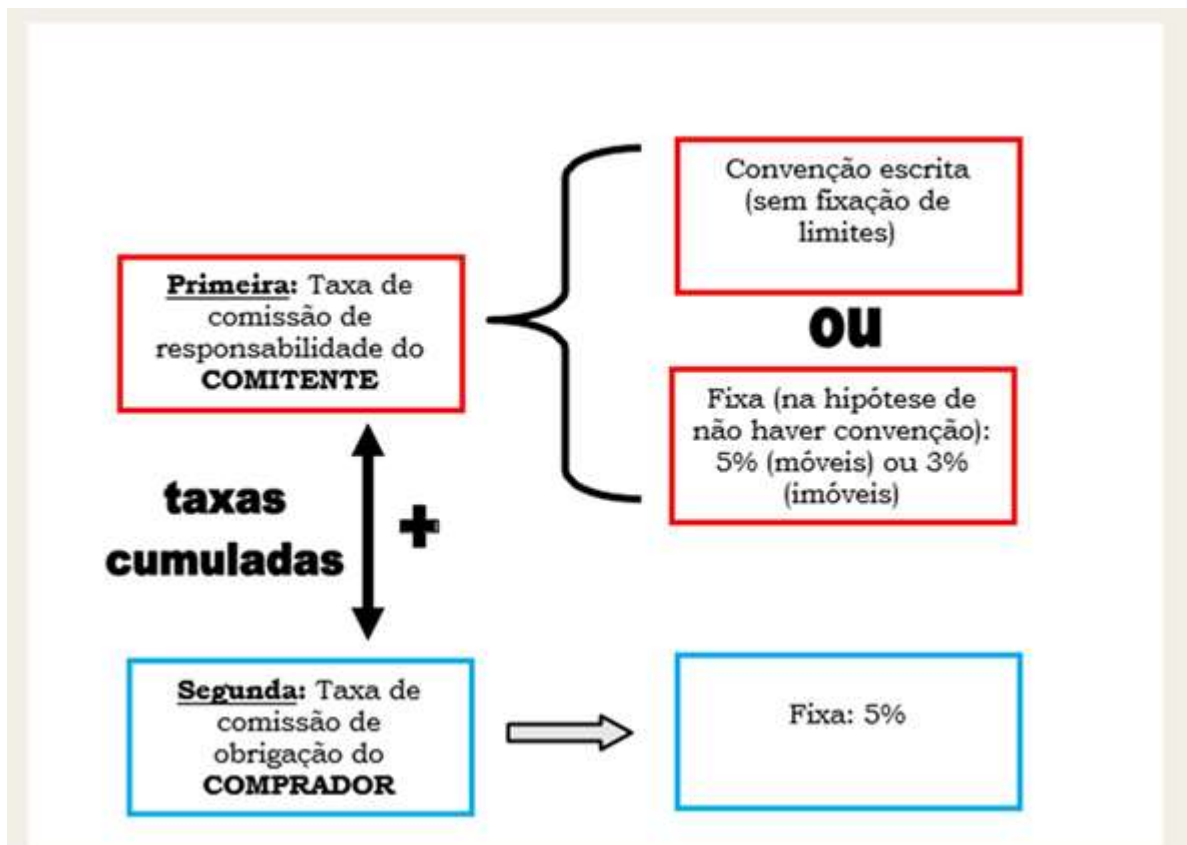 Convenção escrita
(sem fixação de
limites)
Primeira: Taxa de
comissão de
responsabilidade do
COMITENTE
ou
Fixa (na hipótese de
não haver convenção):
5% (móveis) ou 3%
(imóveis)
taxas
cumuladas
+
Segunda: Taxa de
comissão de
obrigação do
COMPRADOR
Fixa: 5%